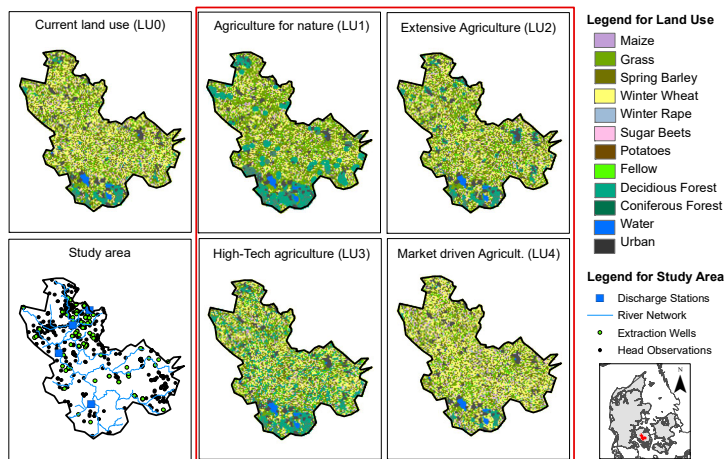 Current land use (LU0)
Agriculture for nature (LU1)
Extensive Agriculture (LU2)
Study area
High-Tech agriculture (LU3)
Market driven Agricult. (LU4)
Legend for Land Use
Maize
Grass
Spring Barley
Winter Wheat
Winter Rape
Sugar Beets
Potatoes
Fellow
Decidious Forest
Coniferous Forest
Water
Urban
Legend for Study Area
Discharge Stations
River Network
Extraction Wells
Head Observations
N